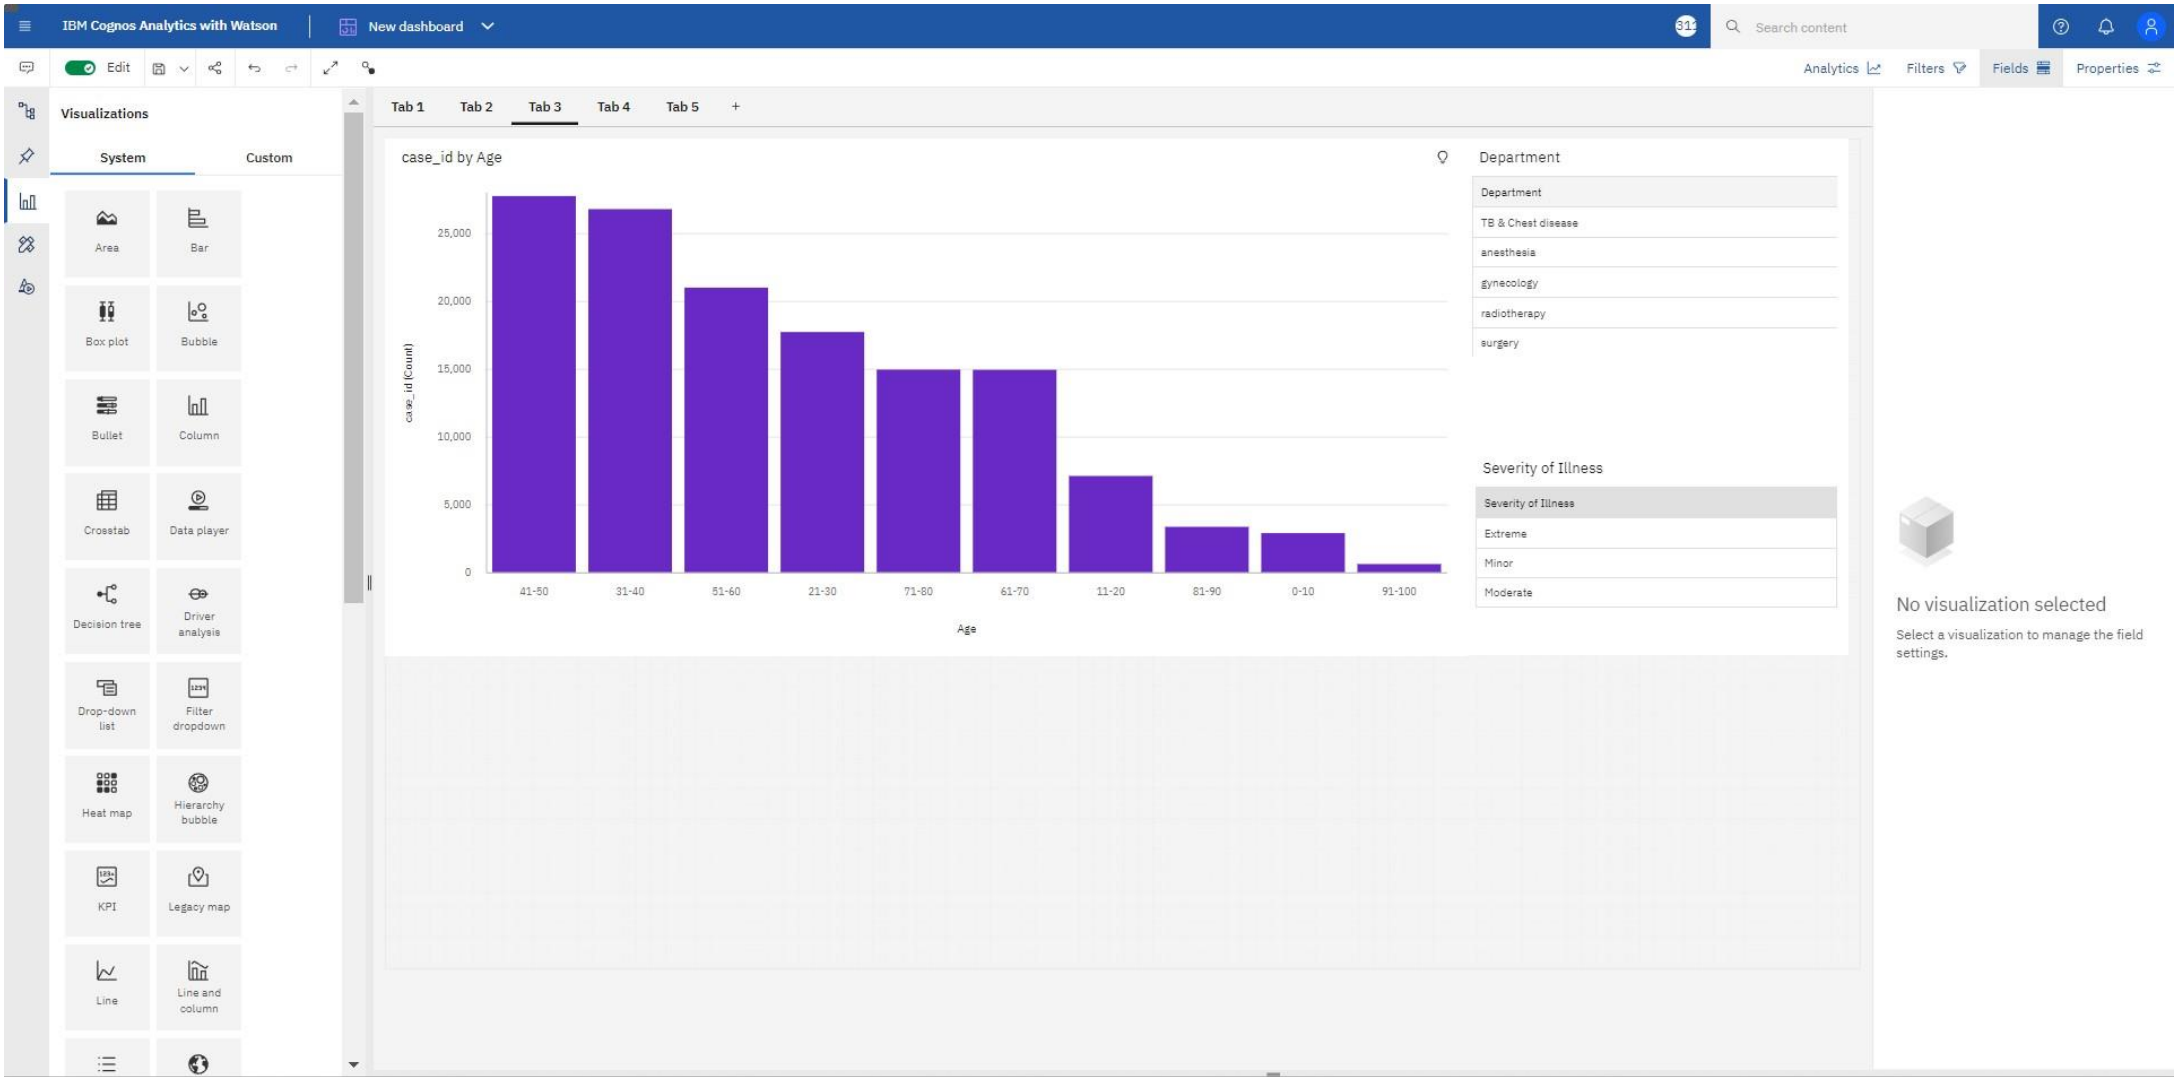 IBM Cognos Analytics with Watson
New dashboard
311
Search content
Edit
Analytics
Filters
Fields
Properties
Visualizations
System
Custom
Area
Bar
Box plot
Bubble
Bullet
Column
Crosstab
Data player
Decision tree
Driver
analysis
Drop-down
list
Filter
dropdown
Heat map
Hierarchy
bubble
KPI
Legacy map
Line
Line and
column
Tab 1
Tab 2
Tab 3
Tab 4
Tab 5
+
case_id by Age
case_id (Count)
25,000
20,000
15,000
10,000
5,000
0
41-50
31-40
51-60
21-30
71-80
61-70
11-20
81-90
0-10
91-100
Age
Department
Department
TB & Chest disease
anesthesia
gynecology
radiotherapy
surgery
Severity of Illness
Severity of Illness
Extreme
Minor
Moderate
No visualization selected
Select a visualization to manage the field
settings.